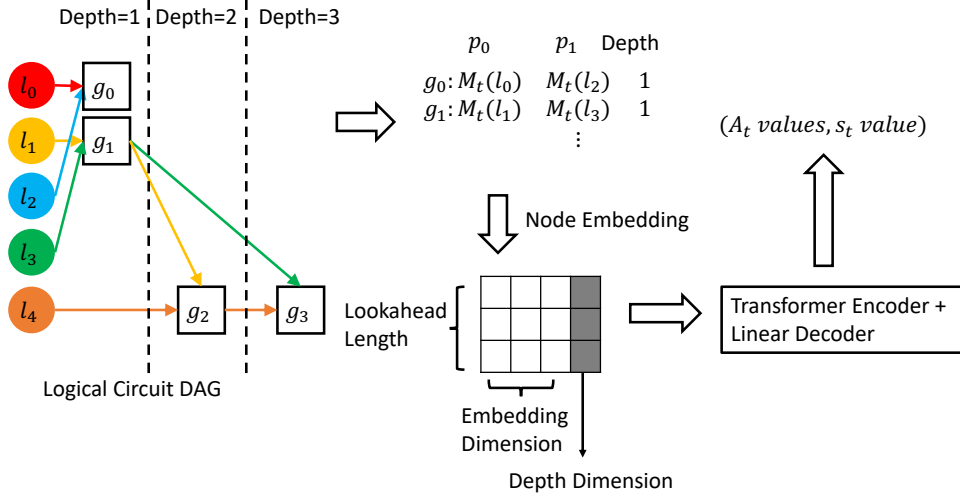 Depth=1
Depth=2
Depth=3
l₀
g₀
l₁
g₁
l₂
l₃
l₄
g₂
g₃
Logical Circuit DAG
p₀ p₁ Depth
g₀: Mₜ(l₀) Mₜ(l₂) 1
g₁: Mₜ(l₁) Mₜ(l₃) 1
⋮
Node Embedding
Lookahead
Length
Embedding
Dimension
Depth Dimension
(Aₜ values, sₜ value)
Transformer Encoder +
Linear Decoder